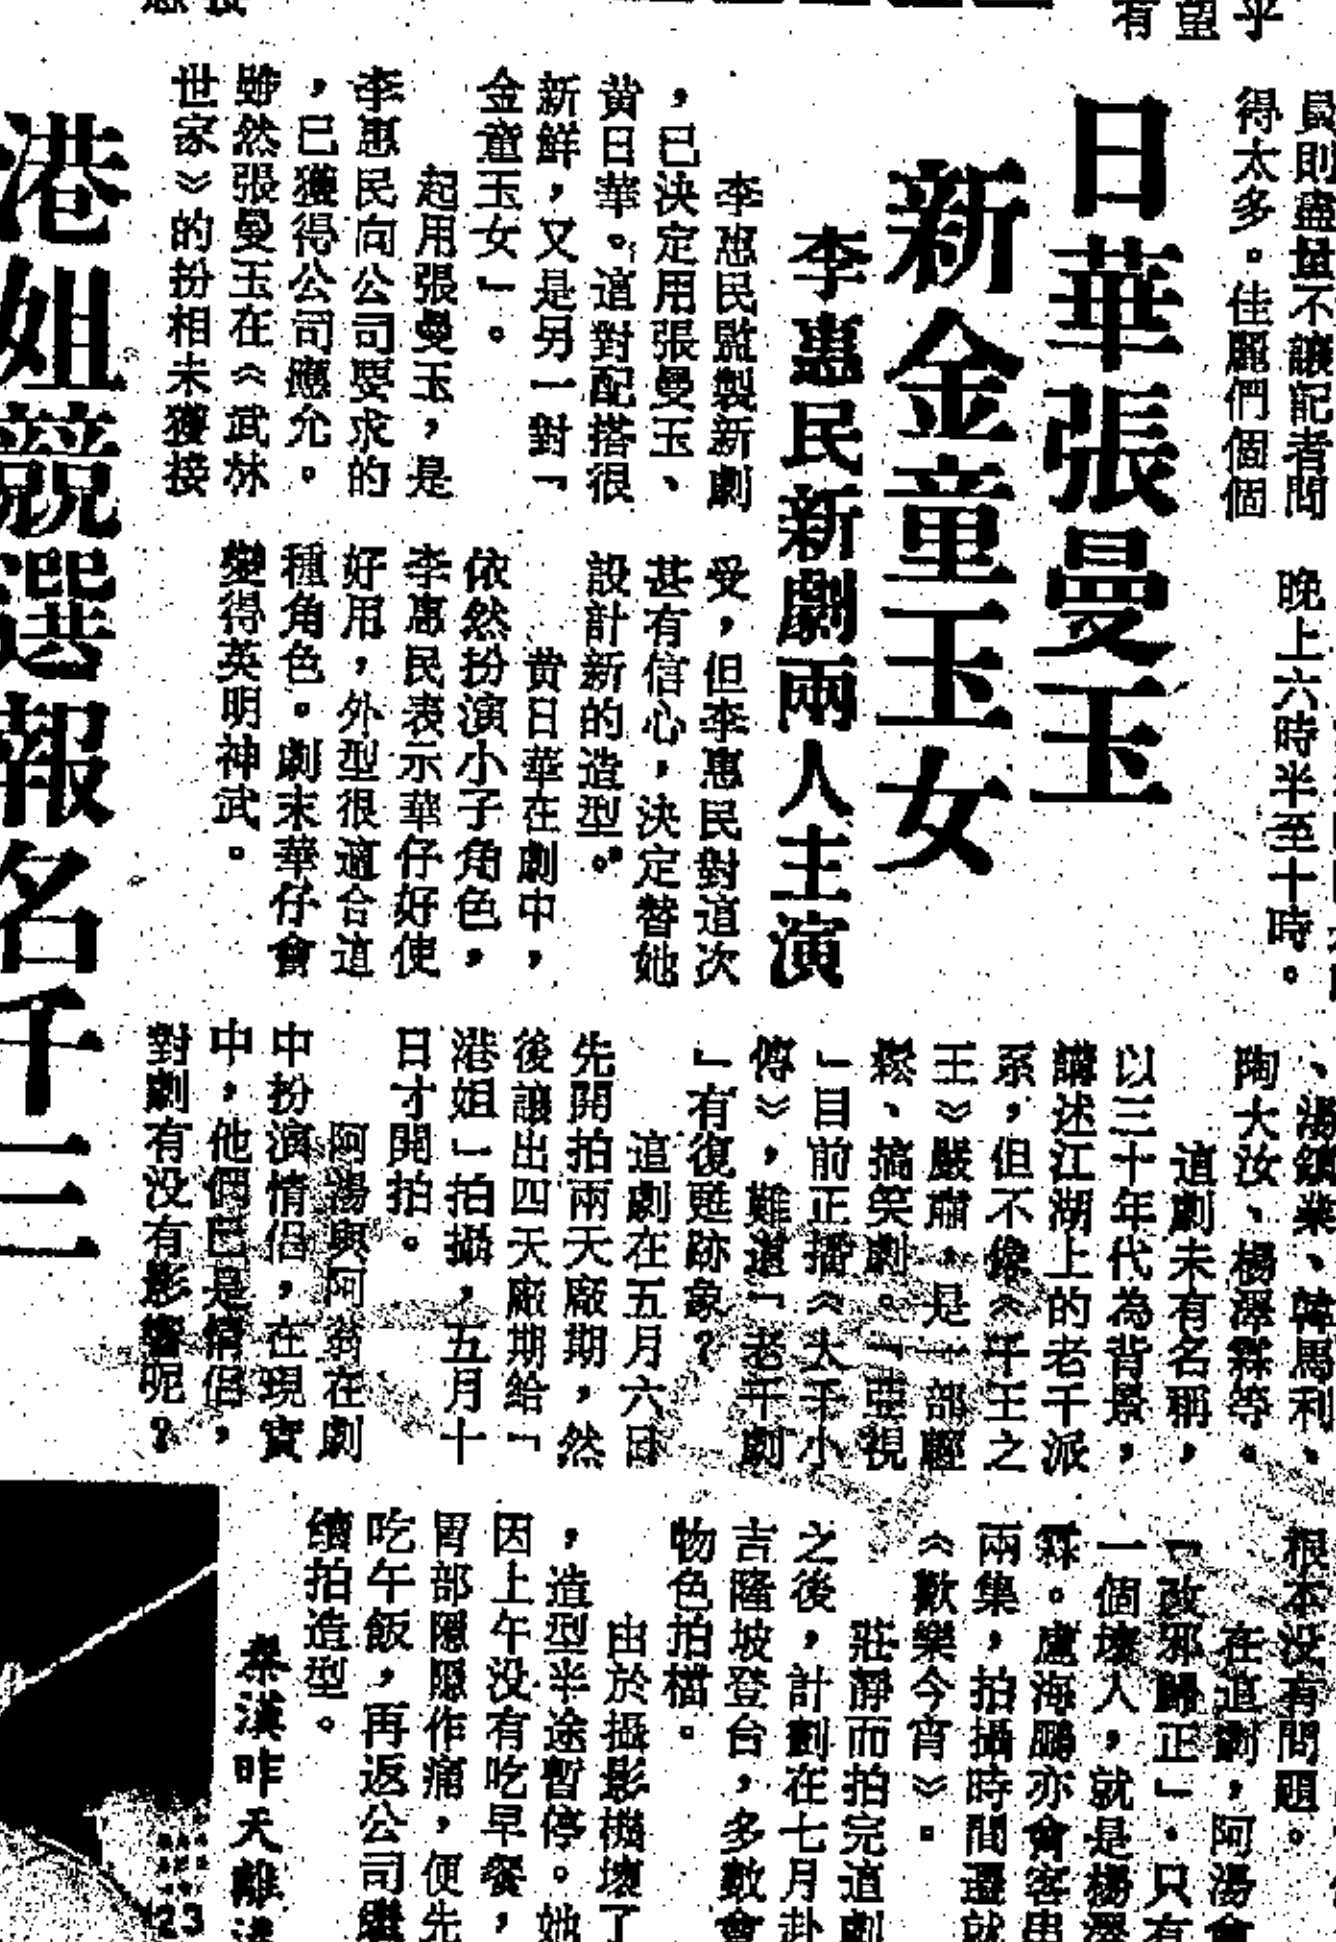 有望乎
員則盡量不讓記者問
得太多。佳麗們個個
晚上六時半至十時。
日華張曼玉
新金童玉女
李惠民新劇兩人主演
李惠民監製新劇
，已決定用張曼玉、
黃日華。這對配搭很
新鮮，又是另一對「
金童玉女」。
起用張曼玉，是
李惠民向公司要求的
，已獲得公司應允。
雖然張曼玉在《武林
世家》的扮相未獲接
受，但李惠民對這次
甚有信心，決定替她
設計新的造型。
黃日華在劇中，
依然扮演小子角色，
李惠民表示華仔好使
好用，外型很適合這
種角色。劇末華仔會
變得英明神武。
港姐競選報名千三
、湯鎮業、韓馬利、
陶大汝、楊澤霖等。
這劇未有名稱，
以三十年代為背景，
講述江湖上的老千派
系，但不像《千王之
王》嚴肅，是一部輕
鬆、搞笑劇。「亞視
」目前正播《大千小
傳》，難道「老千劇
」有復甦跡象？
這劇在五月六日
先開拍兩天廠期，然
後讓出四天廠期給「
港姐」拍攝，五月十
日才開拍。
阿湯與阿翁在劇
中扮演情侶，在現實
中，他們已是情侶，
對劇有没有影響呢？
根本没有問題。
在這劇，阿湯會
「改邪歸正」。只有
一個壞人，就是楊澤
霖。盧海鵬亦會客串
兩集，拍攝時間遷就
《歡樂今宵》。
莊靜而拍完這劇
之後，計劃在七月赴
吉隆坡登台，多數會
物色拍檔。
由於攝影機壞了
，造型半途暫停。她
因上午没有吃早餐，
胃部隱隱作痛，便先
吃午飯，再返公司繼
續拍造型。
秦漢昨天離港
23